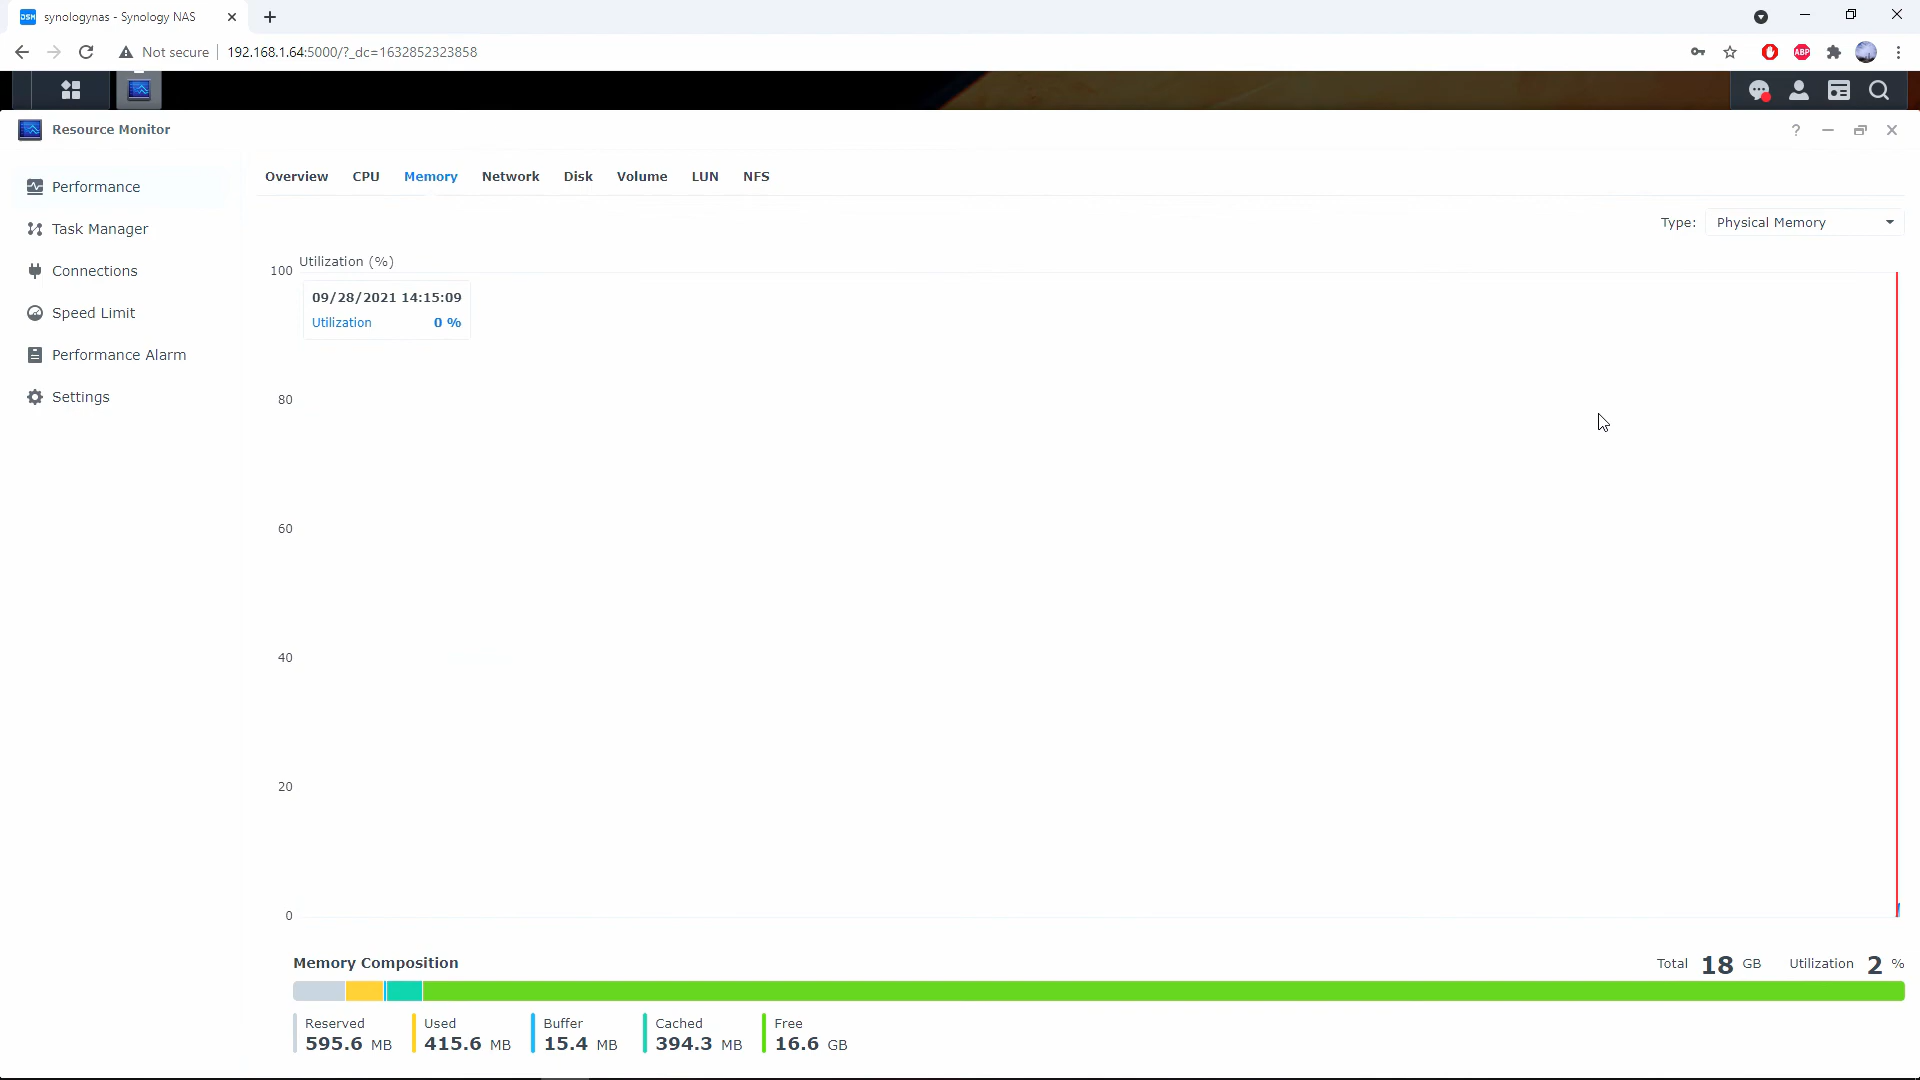 synologynas - Synology NAS
Not secure
192.168.1.64:5000/?_dc=1632852323858
ABP
Resource Monitor
Performance
Task Manager
Connections
Speed Limit
Performance Alarm
Settings
Overview CPU Memory Network Disk Volume LUN NFS
Type: Physical Memory
Utilization (%)
100
09/28/2021 14:15:09
Utilization 0 %
80
60
40
20
0
Memory Composition
Total 18 GB Utilization 2 %
Reserved Used Buffer Cached Free
595.6 MB 415.6 MB 15.4 MB 394.3 MB 16.6 GB